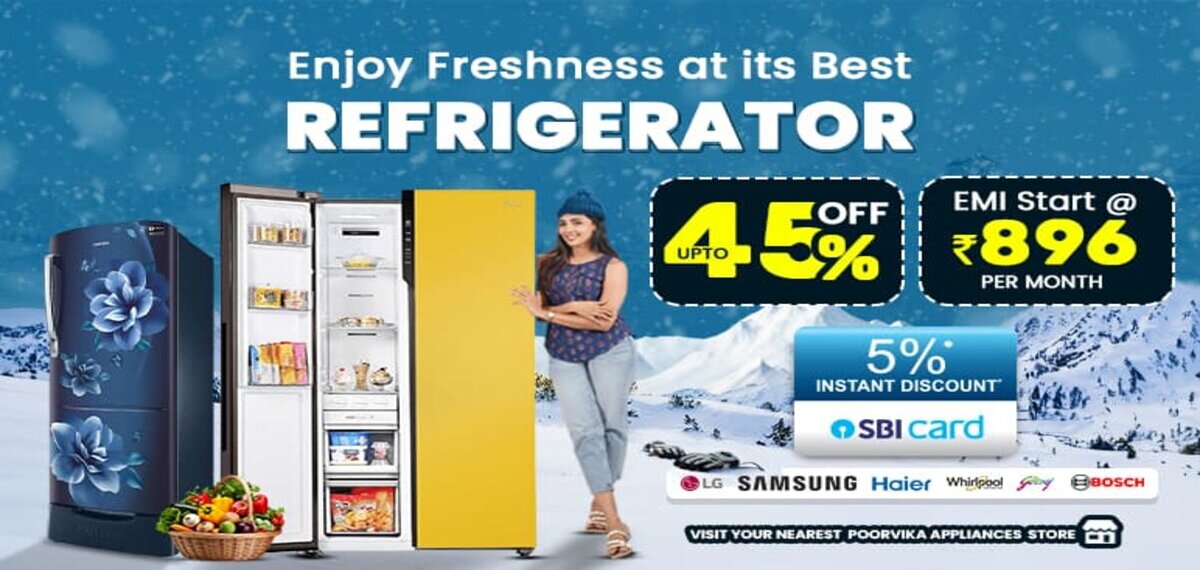 Enjoy Freshness at its Best
REFRIGERATOR
UPTO 45% OFF
EMI Start @
₹896
PER MONTH
5%*
INSTANT DISCOUNT*
SBI card
LG SAMSUNG Haier Whirlpool Godrej BOSCH
VISIT YOUR NEAREST POORVIKA APPLIANCES STORE